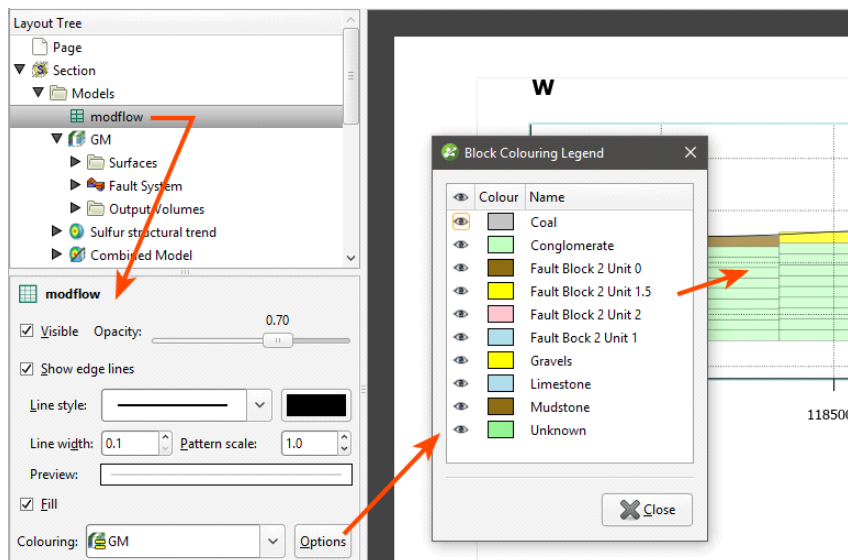 Layout Tree
Page
Section
Models
modflow
GM
Surfaces
Fault System
Output Volumes
Sulfur structural trend
Combined Model
modflow
Visible Opacity: 0.70
Show edge lines
Line style:
Line width: 0.1 Pattern scale: 1.0
Preview:
Fill
Colouring: GM Options
W
Block Colouring Legend
Colour Name
Coal
Conglomerate
Fault Block 2 Unit 0
Fault Block 2 Unit 1.5
Fault Block 2 Unit 2
Fault Bock 2 Unit 1
Gravels
Limestone
Mudstone
Unknown
Close
118500